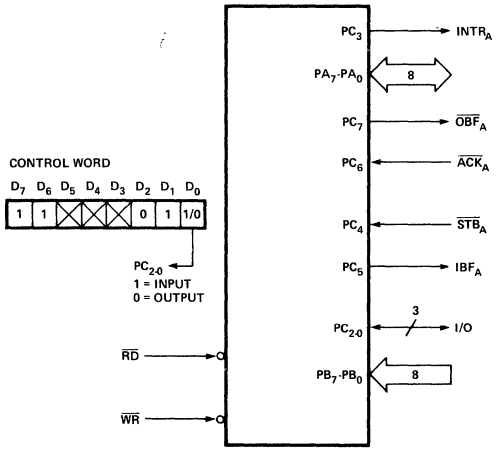 PC3 INTRA
PA7-PA0 8
PC7 OBFA
CONTROL WORD
PC6 ACKA
D7 D6 D5 D4 D3 D2 D1 D0
1 1 0 1 1/0
PC4 STBA
PC2-0
1 = INPUT
0 = OUTPUT
PC5 IBFA
PC2-0 3 I/O
RD
PB7-PB0 8
WR